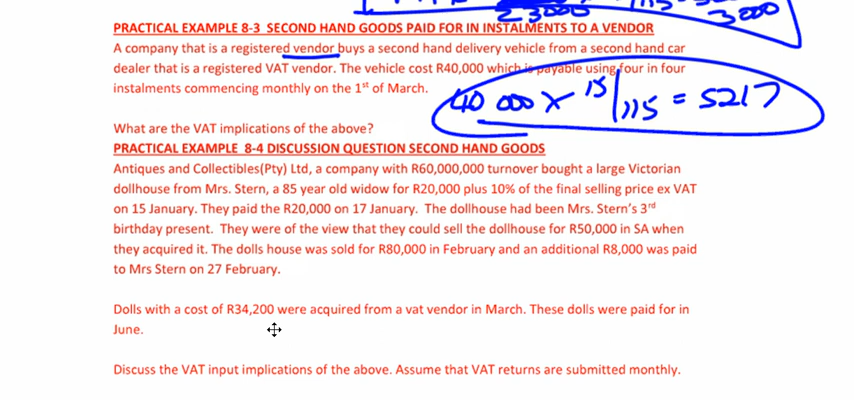 23000
3000
PRACTICAL EXAMPLE 8-3 SECOND HAND GOODS PAID FOR IN INSTALMENTS TO A VENDOR
A company that is a registered vendor buys a second hand delivery vehicle from a second hand car
dealer that is a registered VAT vendor. The vehicle cost R40,000 which is payable using four in four
instalments commencing monthly on the 1st of March.
40 000 X 15/115 = 5217
What are the VAT implications of the above?
PRACTICAL EXAMPLE 8-4 DISCUSSION QUESTION SECOND HAND GOODS
Antiques and Collectibles(Pty) Ltd, a company with R60,000,000 turnover bought a large Victorian
dollhouse from Mrs. Stern, a 85 year old widow for R20,000 plus 10% of the final selling price ex VAT
on 15 January. They paid the R20,000 on 17 January. The dollhouse had been Mrs. Stern's 3rd
birthday present. They were of the view that they could sell the dollhouse for R50,000 in SA when
they acquired it. The dolls house was sold for R80,000 in February and an additional R8,000 was paid
to Mrs Stern on 27 February.
Dolls with a cost of R34,200 were acquired from a vat vendor in March. These dolls were paid for in
June.
Discuss the VAT input implications of the above. Assume that VAT returns are submitted monthly.